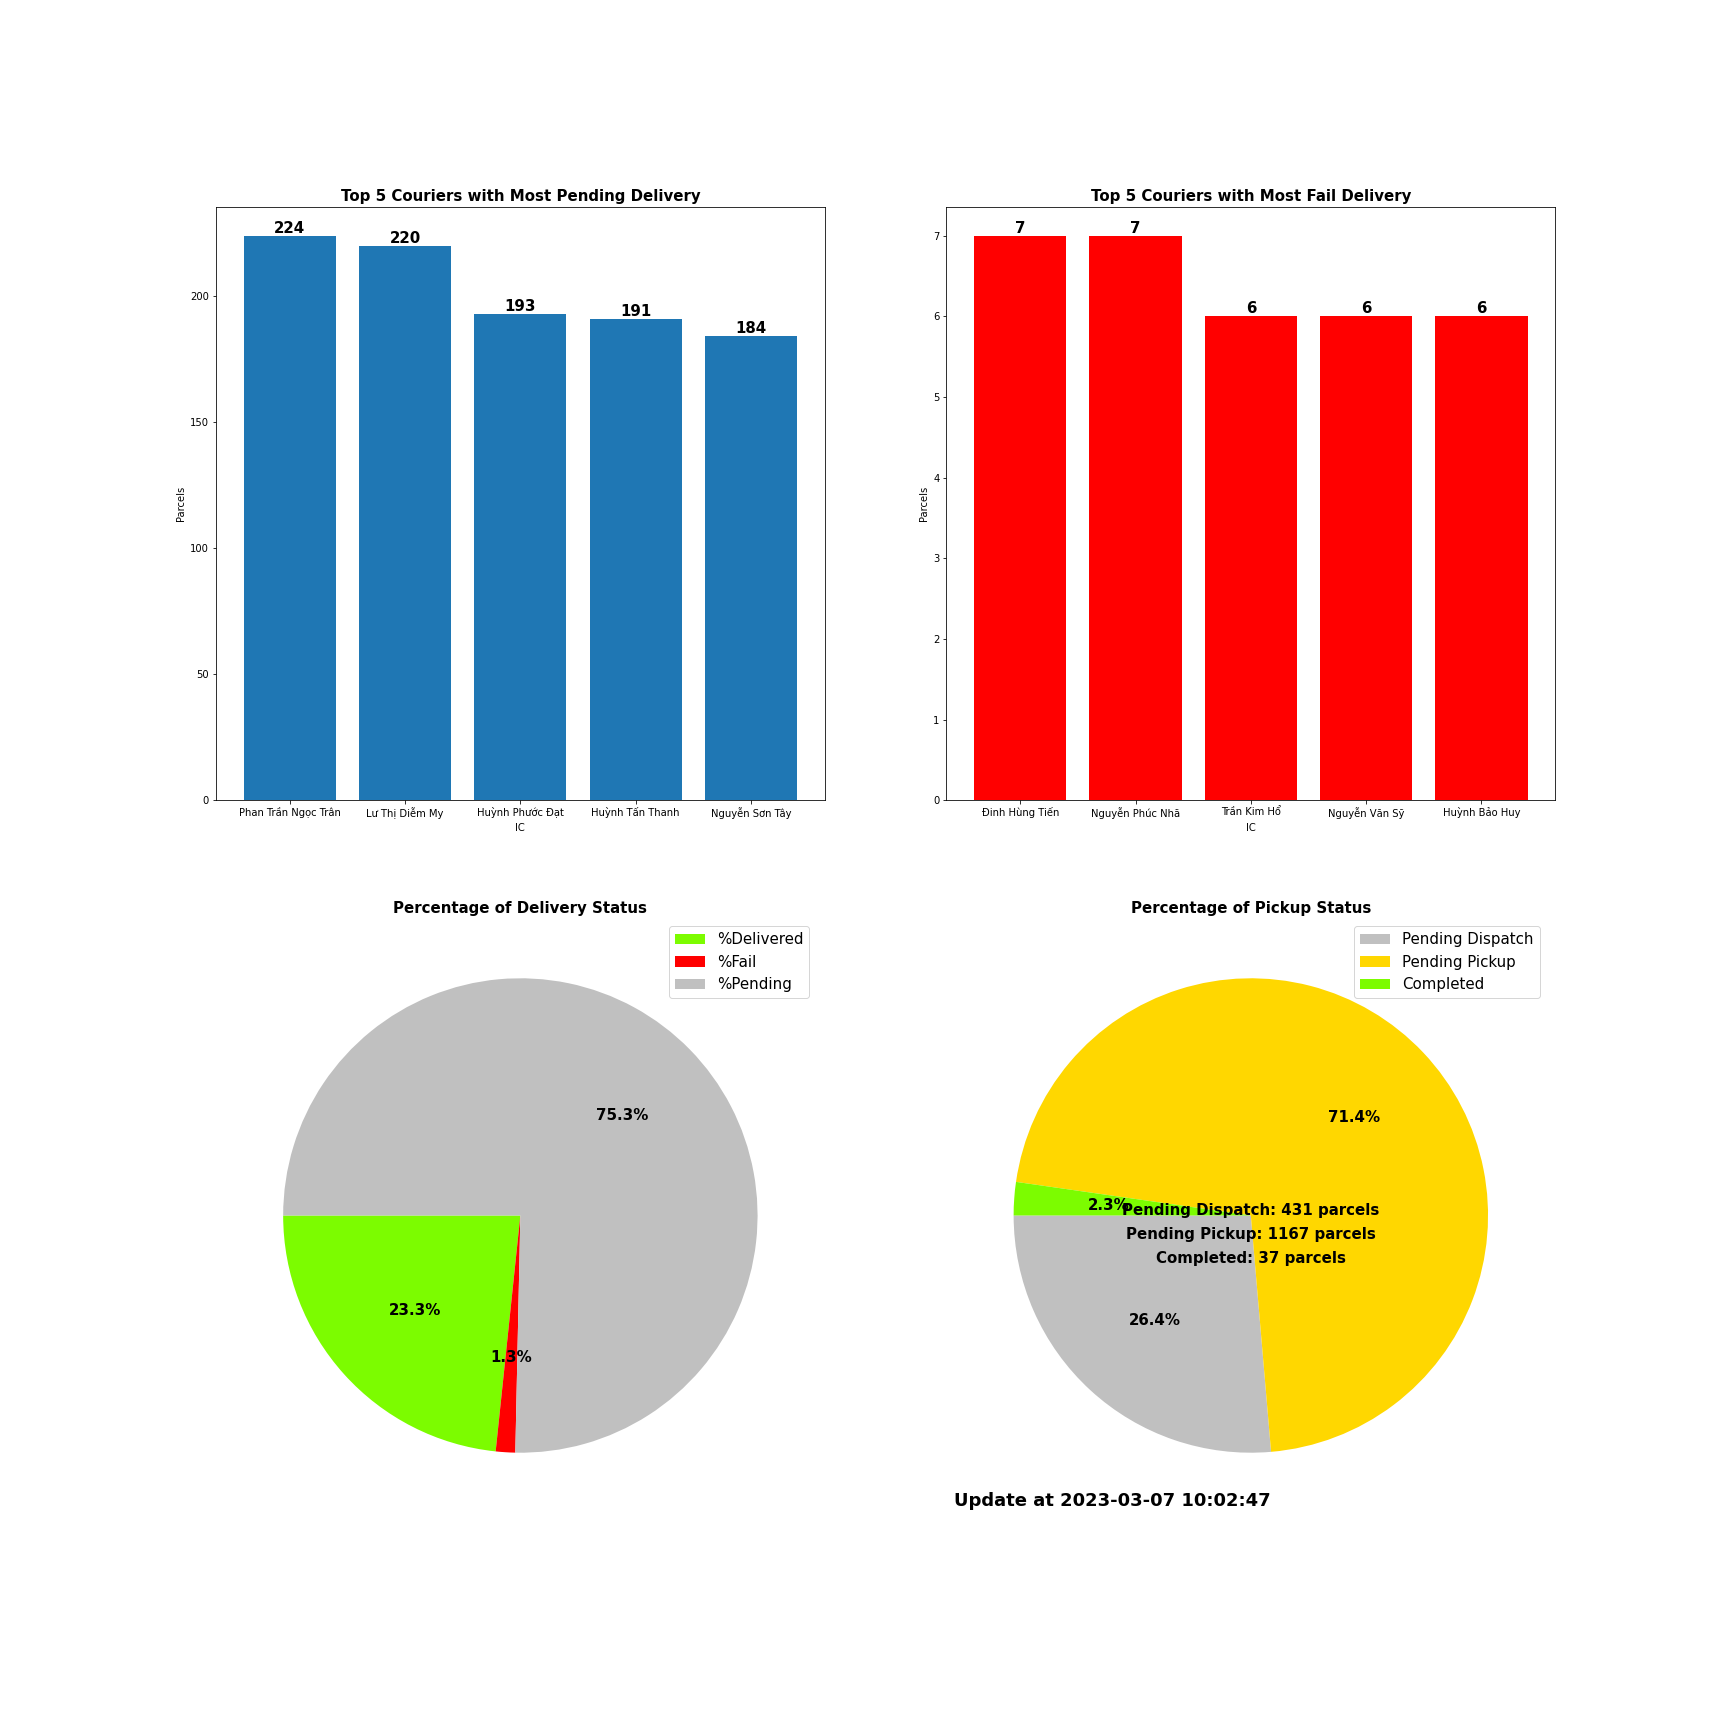 Top 5 Couriers with Most Pending Delivery
224
220
193
191
184
200
150
100
50
0
Parcels
Phan Trần Ngọc Trân
Lư Thị Diễm My
Huỳnh Phước Đạt
Huỳnh Tấn Thanh
Nguyễn Sơn Tây
IC
Top 5 Couriers with Most Fail Delivery
7
7
6
6
6
7
6
5
4
3
2
1
0
Parcels
Đinh Hùng Tiến
Nguyễn Phúc Nhã
Trần Kim Hổ
Nguyễn Văn Sỹ
Huỳnh Bảo Huy
IC
Percentage of Delivery Status
%Delivered
%Fail
%Pending
75.3%
23.3%
1.3%
Percentage of Pickup Status
Pending Dispatch
Pending Pickup
Completed
71.4%
2.3%
Pending Dispatch: 431 parcels
Pending Pickup: 1167 parcels
Completed: 37 parcels
26.4%
Update at 2023-03-07 10:02:47